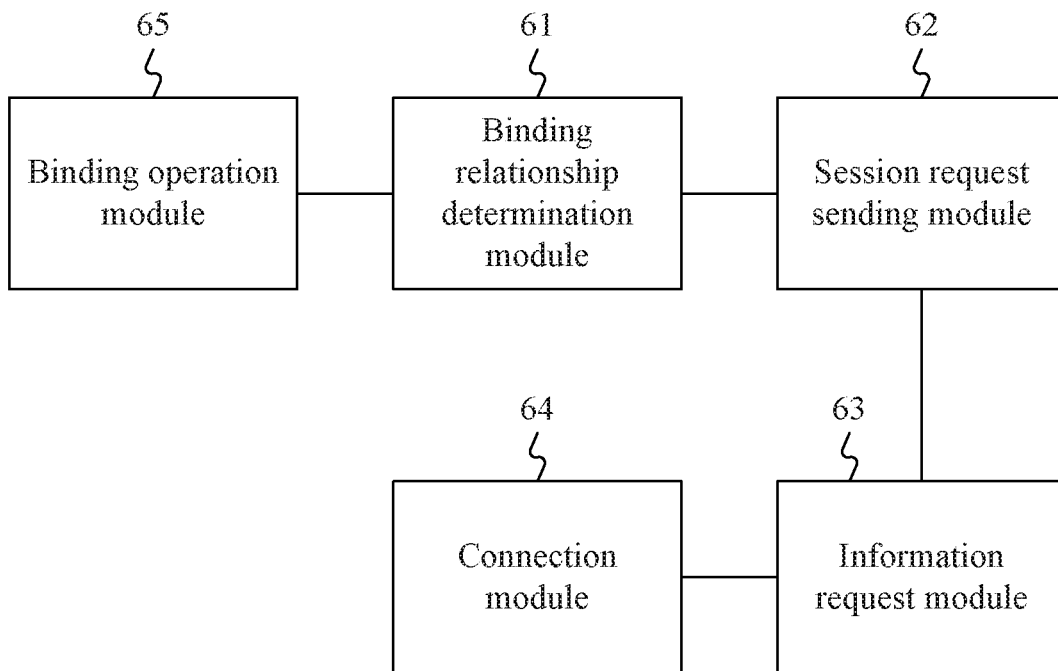 65
61
62
Binding operation
module
Binding
relationship
determination
module
Session request
sending module
64
63
Connection
module
Information
request module